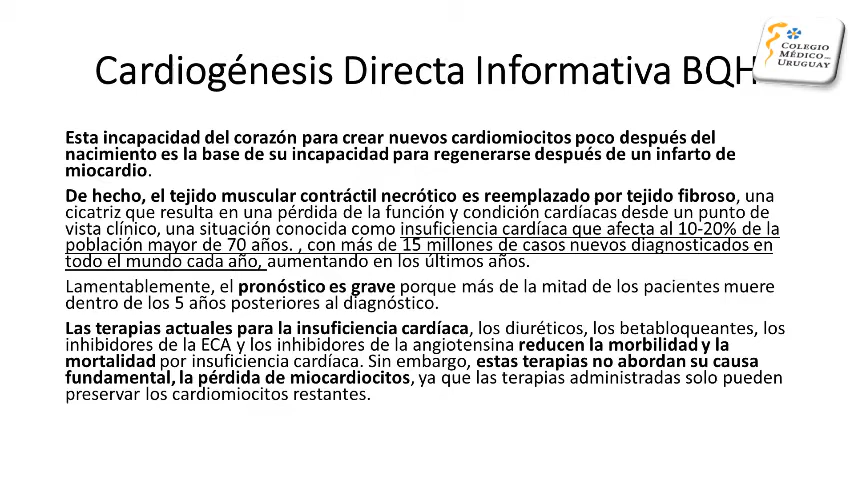 Cardiogénesis Directa Informativa BQH
COLEGIO
MÉDICO
URUGUAY
Esta incapacidad del corazón para crear nuevos cardiomiocitos poco después del
nacimiento es la base de su incapacidad para regenerarse después de un infarto de
miocardio.
De hecho, el tejido muscular contráctil necrótico es reemplazado por tejido fibroso, una
cicatriz que resulta en una pérdida de la función y condición cardíacas desde un punto de
vista clínico, una situación conocida como insuficiencia cardíaca que afecta al 10-20% de la
población mayor de 70 años. , con más de 15 millones de casos nuevos diagnosticados en
todo el mundo cada año, aumentando en los últimos años.
Lamentablemente, el pronóstico es grave porque más de la mitad de los pacientes muere
dentro de los 5 años posteriores al diagnóstico.
Las terapias actuales para la insuficiencia cardíaca, los diuréticos, los betabloqueantes, los
inhibidores de la ECA y los inhibidores de la angiotensina reducen la morbilidad y la
mortalidad por insuficiencia cardíaca. Sin embargo, estas terapias no abordan su causa
fundamental, la pérdida de miocardiocitos, ya que las terapias administradas solo pueden
preservar los cardiomiocitos restantes.